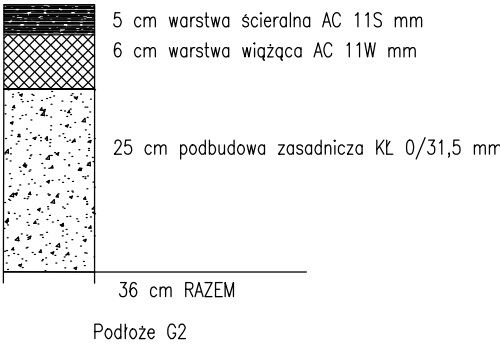 5 cm warstwa ścieralna AC 11S mm
6 cm warstwa wiążąca AC 11W mm
25 cm podbudowa zasadnicza KŁ 0/31,5 mm
36 cm RAZEM
Podłoże G2